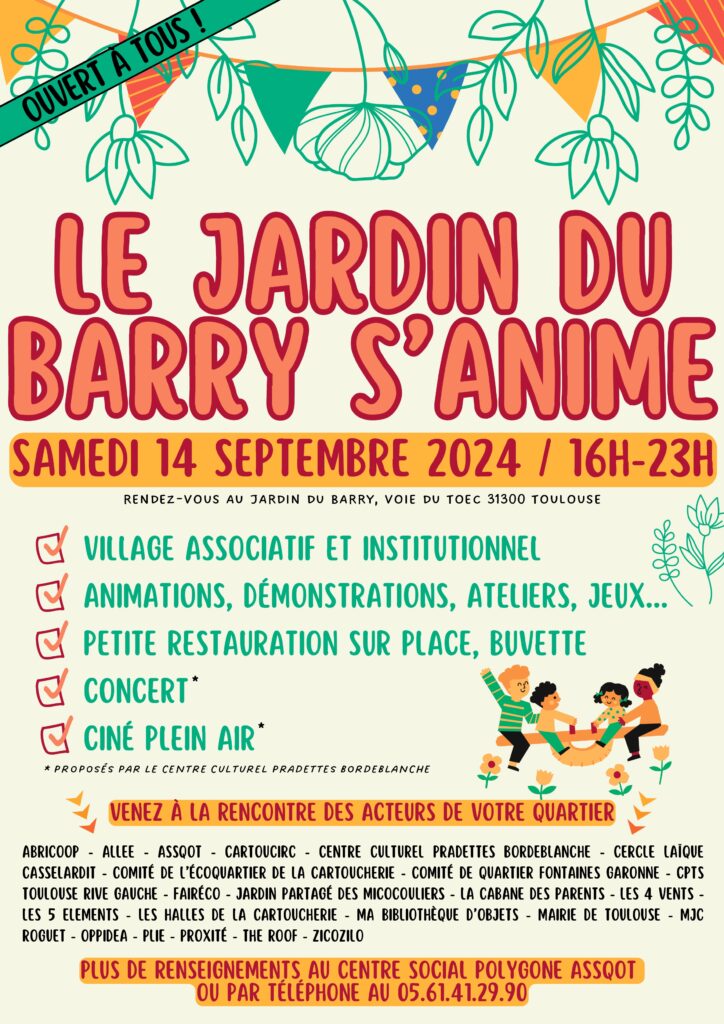 OUVERT À TOUS !
LE JARDIN DU
BARRY S'ANIME
SAMEDI 14 SEPTEMBRE 2024 / 16H-23H
RENDEZ-VOUS AU JARDIN DU BARRY, VOIE DU TOEC 31300 TOULOUSE
VILLAGE ASSOCIATIF ET INSTITUTIONNEL
ANIMATIONS, DÉMONSTRATIONS, ATELIERS, JEUX...
PETITE RESTAURATION SUR PLACE, BUVETTE
CONCERT*
CINÉ PLEIN AIR*
* PROPOSÉS PAR LE CENTRE CULTUREL PRADETTES BORDEBLANCHE
VENEZ À LA RENCONTRE DES ACTEURS DE VOTRE QUARTIER
ABRICOOP - ALLEE - ASSQOT - CARTOUCIRC - CENTRE CULTUREL PRADETTES BORDEBLANCHE - CERCLE LAÏQUE
CASSELARDIT - COMITÉ DE L'ÉCOQUARTIER DE LA CARTOUCHERIE - COMITÉ DE QUARTIER FONTAINES GARONNE - CPTS
TOULOUSE RIVE GAUCHE - FAIRÉCO - JARDIN PARTAGÉ DES MICOCOULIERS - LA CABANE DES PARENTS - LES 4 VENTS -
LES 5 ELEMENTS - LES HALLES DE LA CARTOUCHERIE - MA BIBLIOTHÈQUE D'OBJETS - MAIRIE DE TOULOUSE - MJC
ROGUET - OPPIDEA - PLIE - PROXITÉ - THE ROOF - ZICOZILO
PLUS DE RENSEIGNEMENTS AU CENTRE SOCIAL POLYGONE ASSQOT
OU PAR TÉLÉPHONE AU 05.61.41.29.90